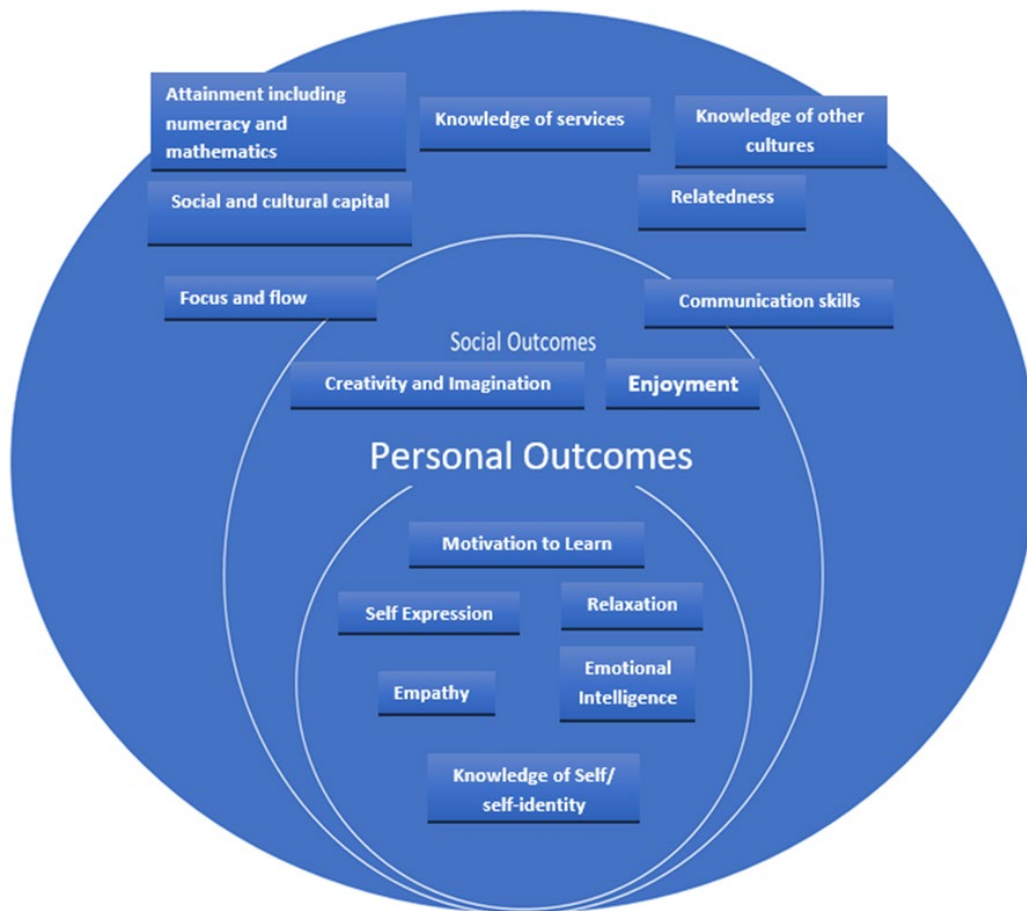 Attainment including
numeracy and
mathematics
Knowledge of services
Knowledge of other
cultures
Social and cultural capital
Relatedness
Focus and flow
Communication skills
Social Outcomes
Creativity and Imagination
Enjoyment
Personal Outcomes
Motivation to Learn
Self Expression
Relaxation
Empathy
Emotional
Intelligence
Knowledge of Self/
self-identity